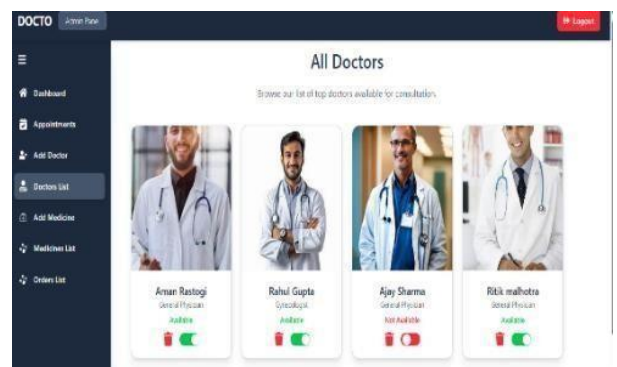 DOCTO Admin Pane
Logout
All Doctors
Browse our list of top doctors available for consultation.
Dashboard
Appointments
Add Doctor
Doctors List
Add Medicine
Medicines List
Orders List
Aman Rastogi
General Physician
Available
Rahul Gupta
Gynecologist
Available
Ajay Sharma
General Physician
Not Available
Ritik malhotra
General Physician
Available